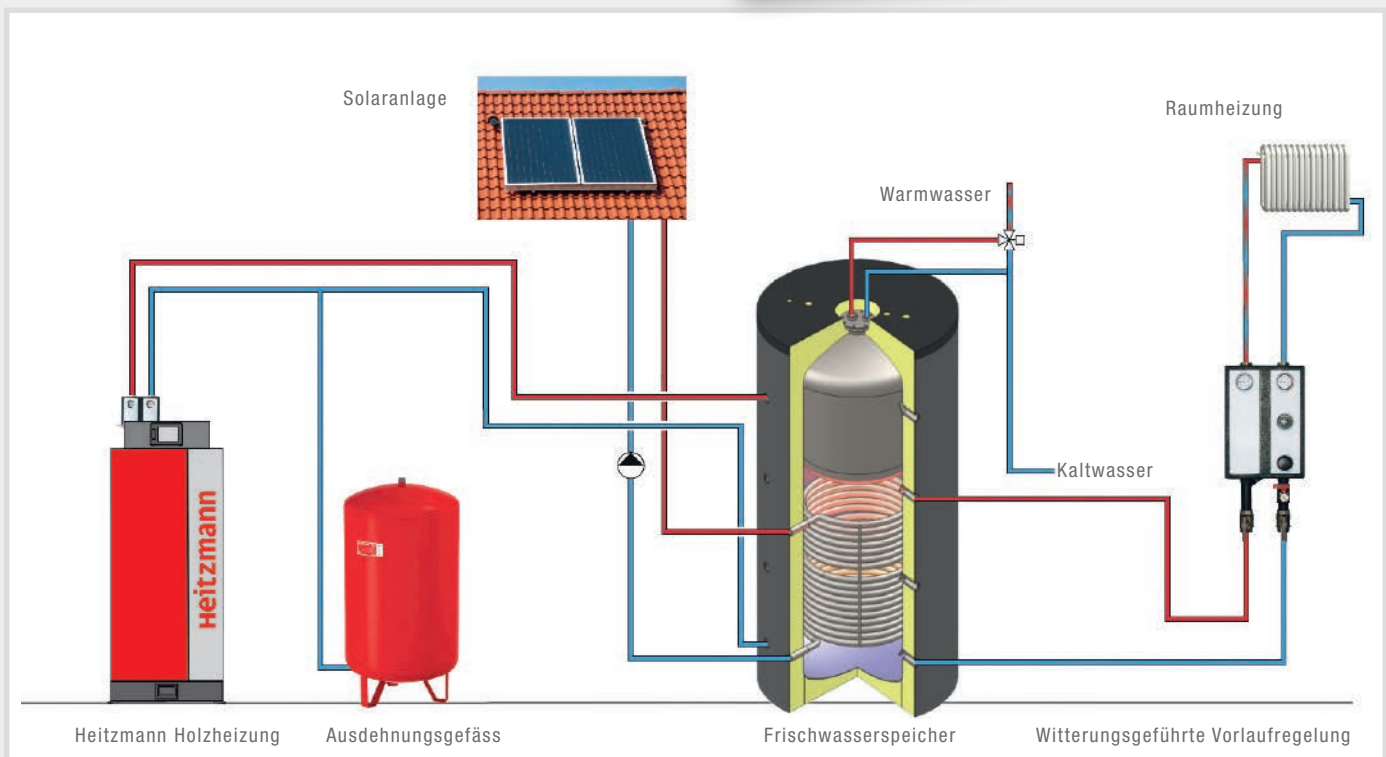 Solaranlage
Raumheizung
Warmwasser
Kaltwasser
Heitzmann
Heitzmann Holzheizung
Ausdehnungsgefäss
Frischwasserspeicher
Witterungsgeführte Vorlaufregelung